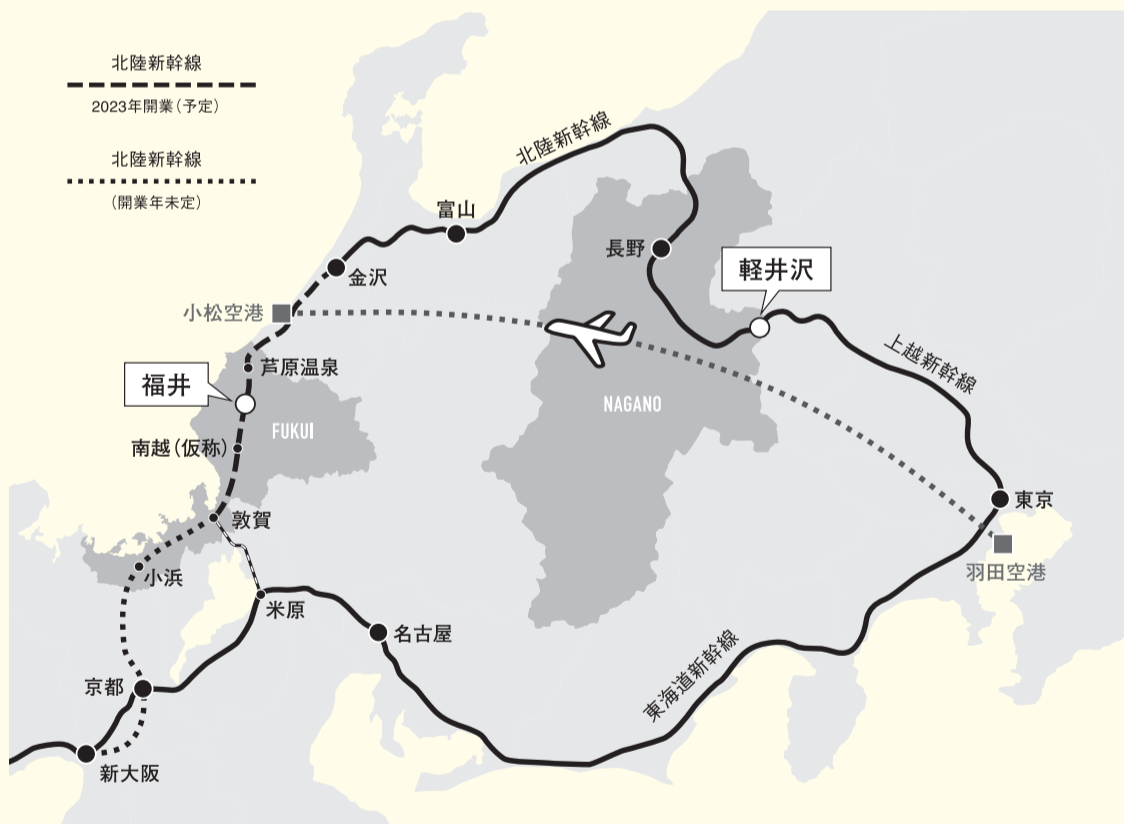 北陸新幹線
2023年開業（予定）
北陸新幹線
（開業年未定）
北陸新幹線
富山
長野
軽井沢
金沢
小松空港
上越新幹線
芦原温泉
福井
NAGANO
FUKUI
南越（仮称）
東京
敦賀
羽田空港
小浜
米原
名古屋
東海道新幹線
京都
新大阪